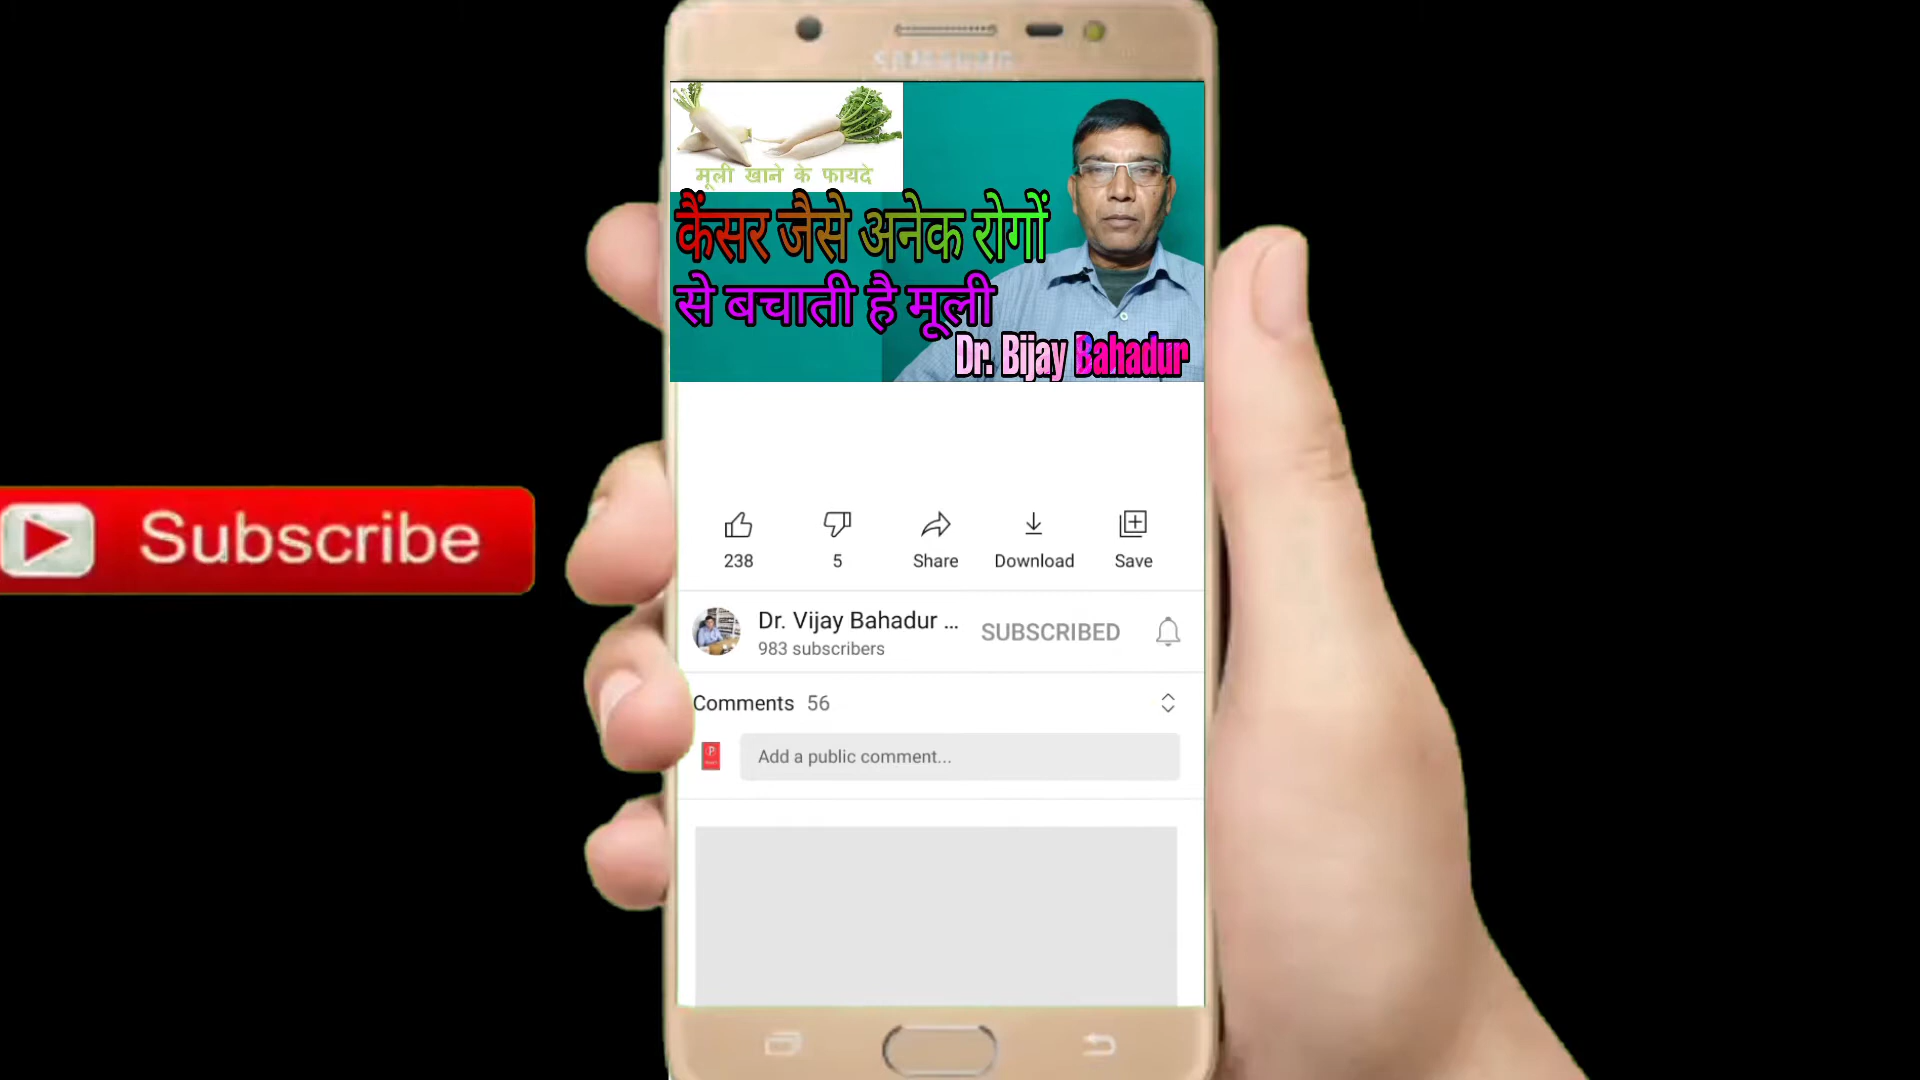 मूली खाने के फायदे
कैंसर जैसे अनेक रोगों
से बचाती है मूली
Dr. Bijay Bahadur
Subscribe
238
5
Share
Download
Save
Dr. Vijay Bahadur ...
SUBSCRIBED
983 subscribers
Comments 56
P
Add a public comment...